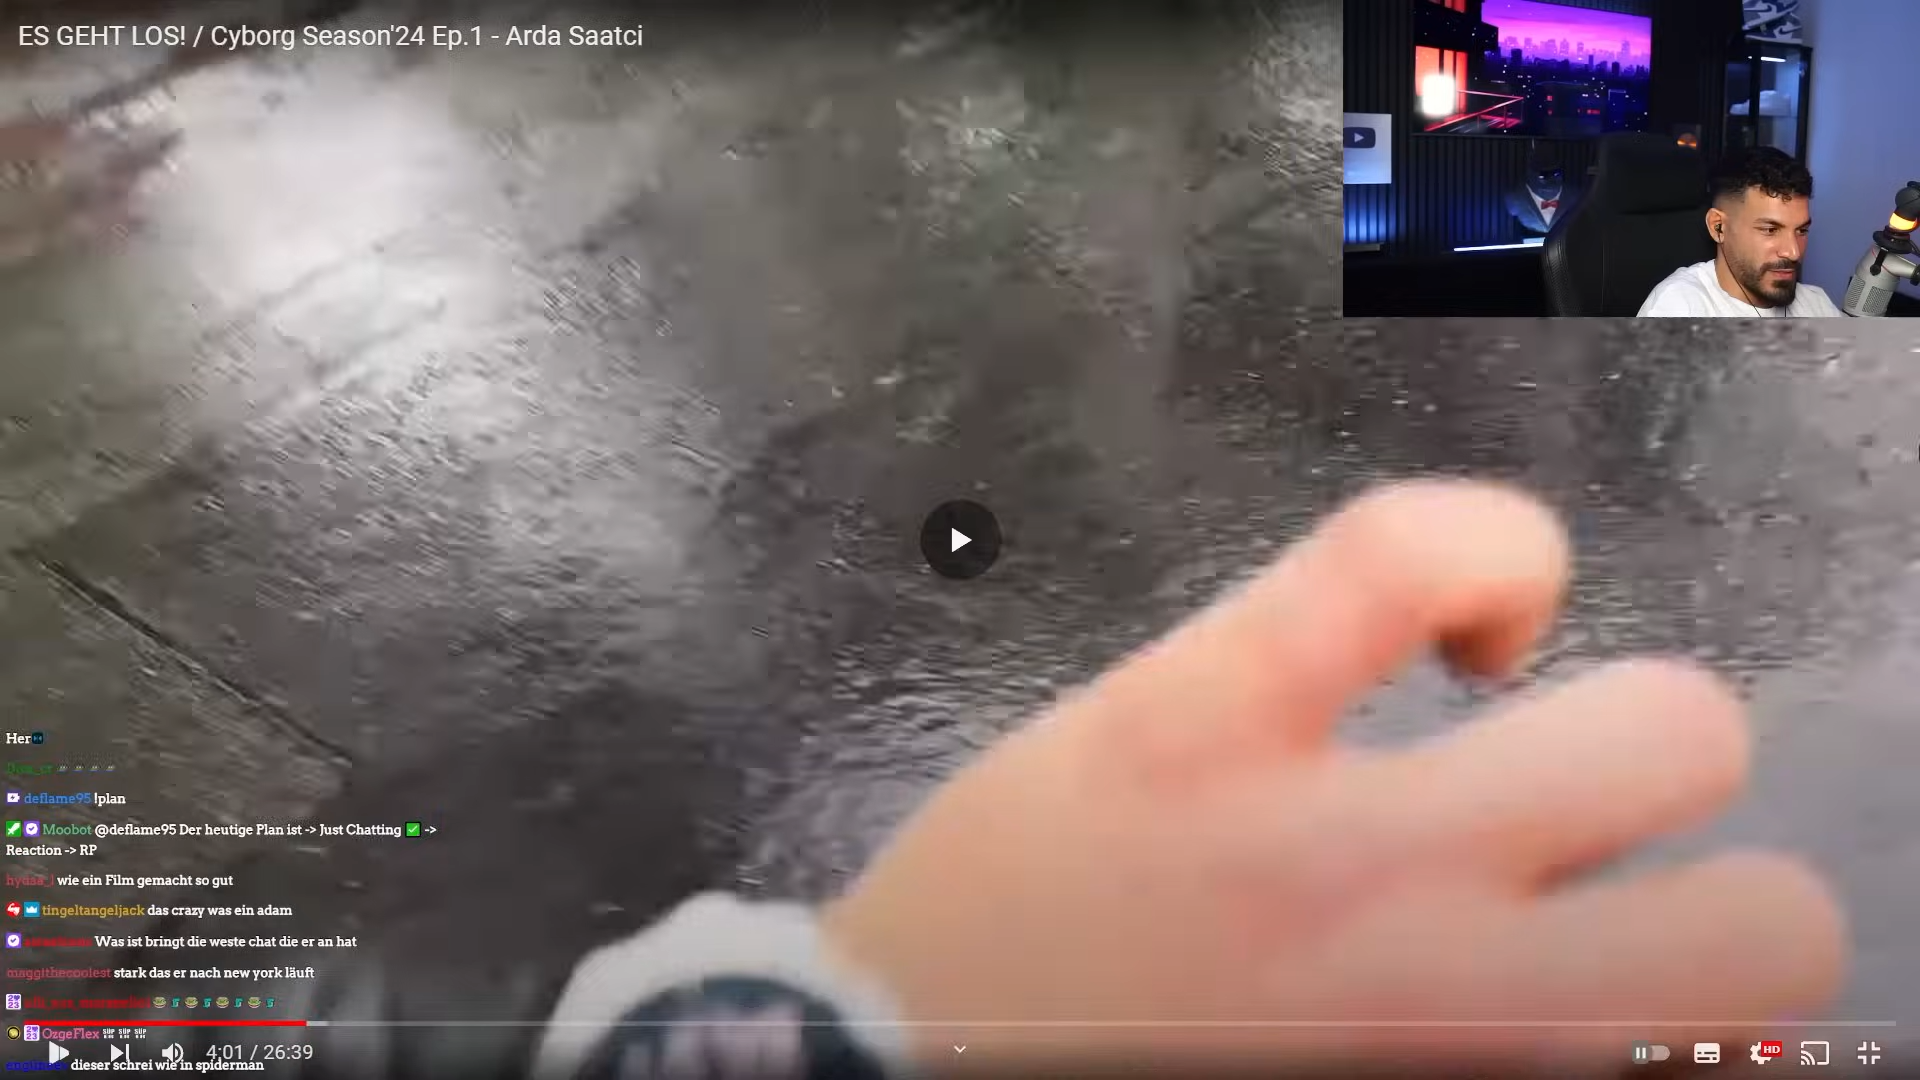 ES GEHT LOS! / Cyborg Season'24 Ep.1 - Arda Saatci
Her
deflame95 !plan
Moobot @deflame95 Der heutige Plan ist -> Just Chatting ✅ ->
Reaction -> RP
hydaa_l wie ein Film gemacht so gut
tingeltangeljack das crazy was ein adam
Was ist bringt die weste chat die er an hat
maggithecoolest stark das er nach new york läuft
OzgeFlex
4:01 / 26:39
HD
dieser schrei wie in spiderman